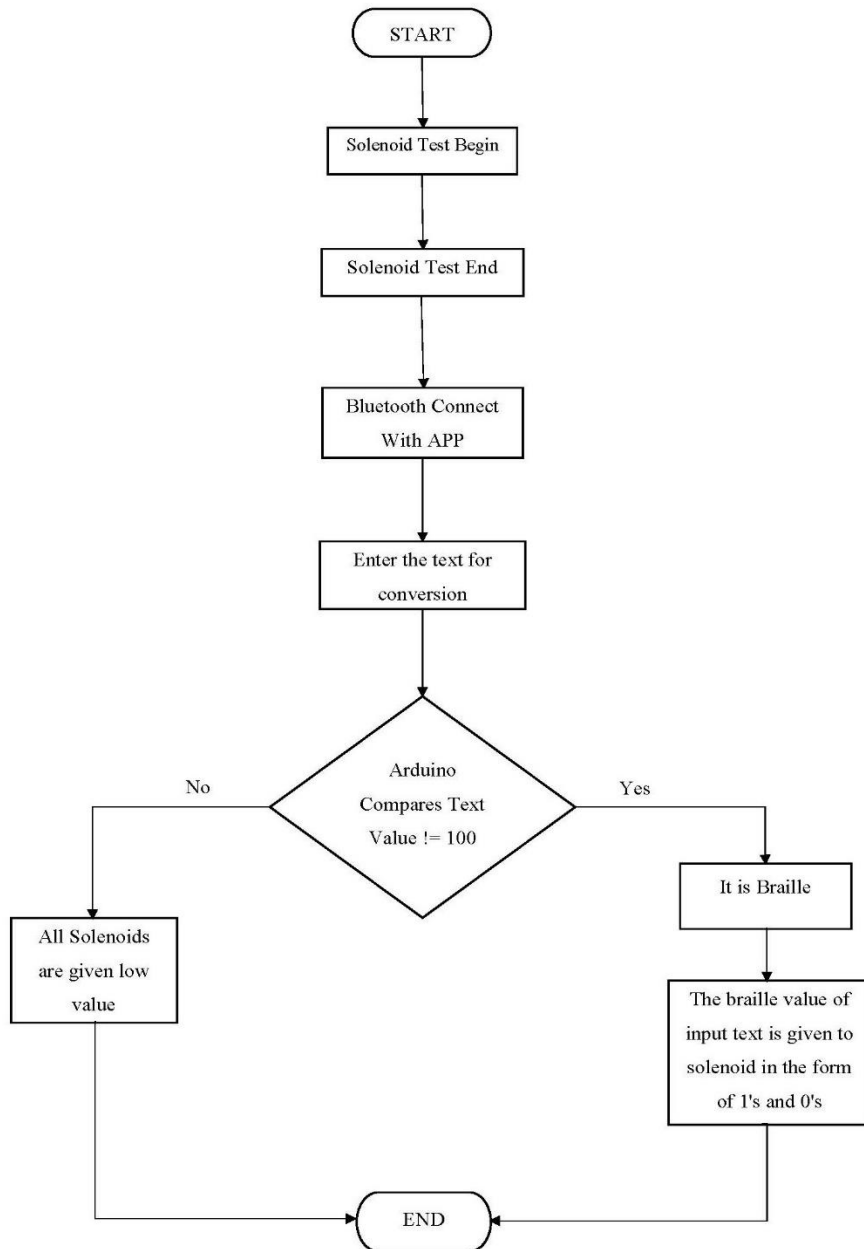 START
Solenoid Test Begin
Solenoid Test End
Bluetooth Connect
With APP
Enter the text for
conversion
Arduino
Compares Text
Value != 100
No
Yes
All Solenoids
are given low
value
It is Braille
The braille value of
input text is given to
solenoid in the form
of 1's and 0's
END